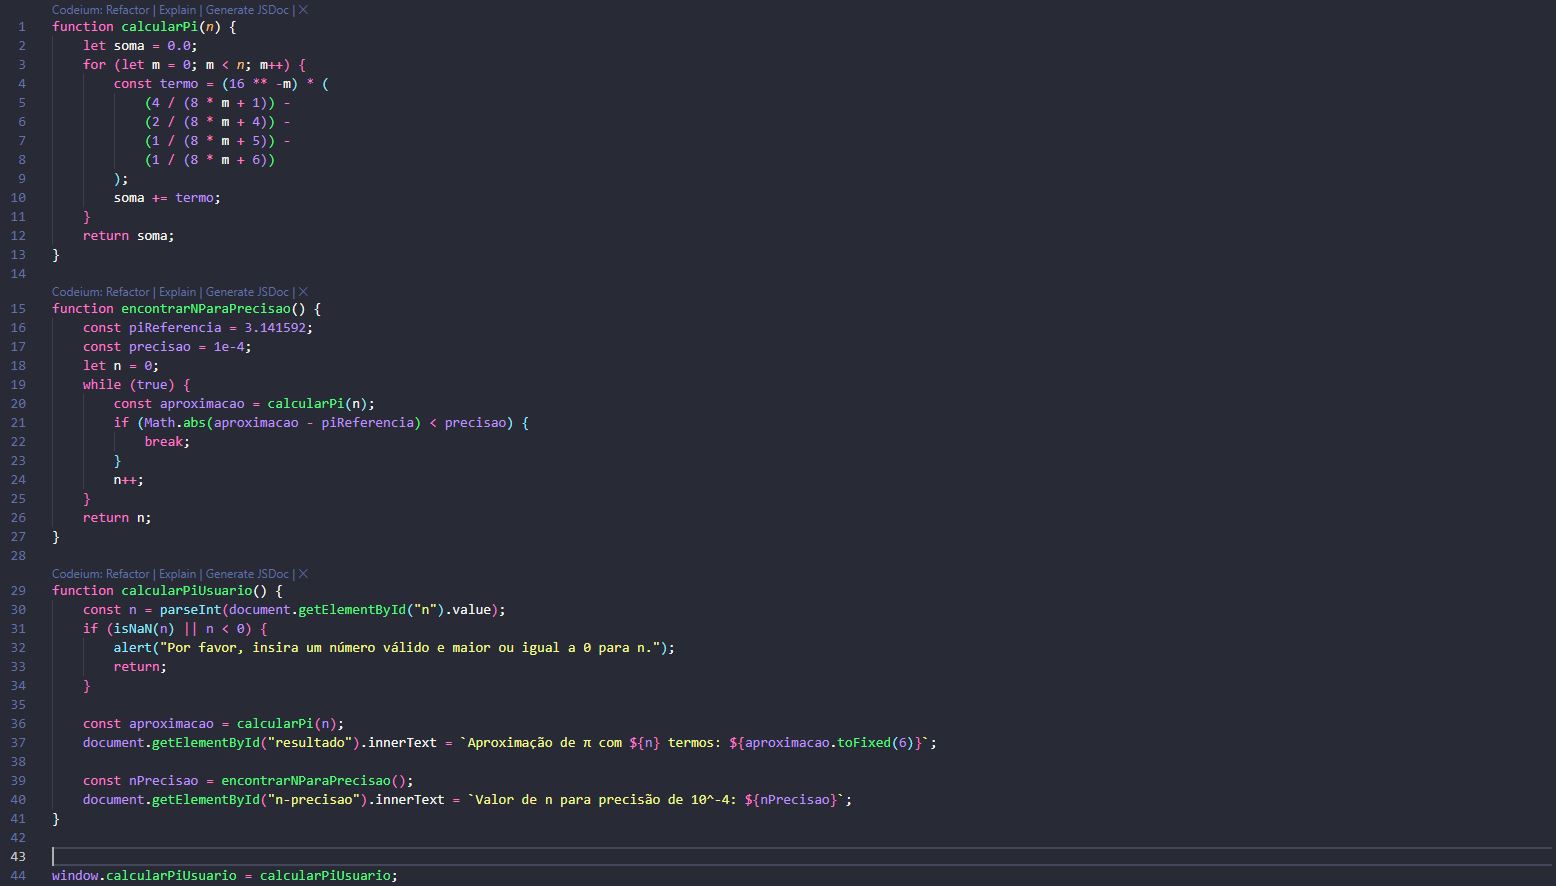 Codeium: Refactor | Explain | Generate JSDoc | X
1 function calcularPi(n) {
2     let soma = 0.0;
3     for (let m = 0; m < n; m++) {
4         const termo = (16 ** -m) * (
5             (4 / (8 * m + 1)) -
6             (2 / (8 * m + 4)) -
7             (1 / (8 * m + 5)) -
8             (1 / (8 * m + 6))
9         );
10         soma += termo;
11     }
12     return soma;
13 }
14
Codeium: Refactor | Explain | Generate JSDoc | X
15 function encontrarNParaPrecisao() {
16     const piReferencia = 3.141592;
17     const precisao = 1e-4;
18     let n = 0;
19     while (true) {
20         const aproximacao = calcularPi(n);
21         if (Math.abs(aproximacao - piReferencia) < precisao) {
22             break;
23         }
24         n++;
25     }
26     return n;
27 }
28
Codeium: Refactor | Explain | Generate JSDoc | X
29 function calcularPiUsuario() {
30     const n = parseInt(document.getElementById("n").value);
31     if (isNaN(n) || n < 0) {
32         alert("Por favor, insira um número válido e maior ou igual a 0 para n.");
33         return;
34     }
35
36     const aproximacao = calcularPi(n);
37     document.getElementById("resultado").innerText = `Aproximação de π com ${n} termos: ${aproximacao.toFixed(6)}`;
38
39     const nPrecisao = encontrarNParaPrecisao();
40     document.getElementById("n-precisao").innerText = `Valor de n para precisão de 10^-4: ${nPrecisao}`;
41 }
42
43
44 window.calcularPiUsuario = calcularPiUsuario;